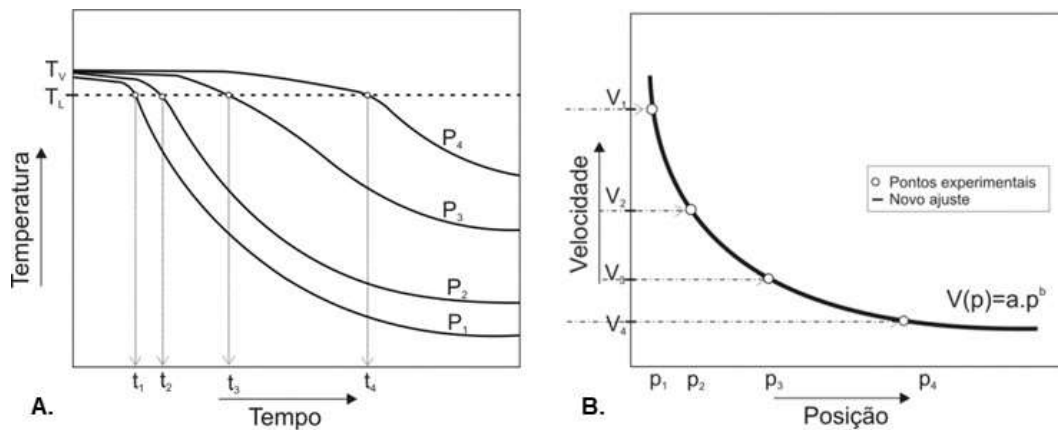 T_V
T_L
Temperatura
P_4
P_3
P_2
P_1
t_1 t_2 t_3 t_4
Tempo
A.
V_1
V_2
V_3
V_4
Velocidade
Pontos experimentais
Novo ajuste
V(p)=a.p^b
p_1 p_2 p_3 p_4
Posição
B.